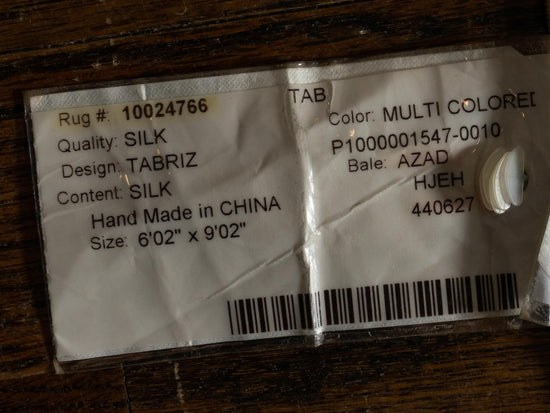 Rug #: 10024766
Quality: SILK
Design: TABRIZ
Content: SILK
Hand Made in CHINA
Size: 6'02" x 9'02"
TAB
Color: MULTI COLORED
P1000001547-0010
Bale: AZAD
HJEH
440627